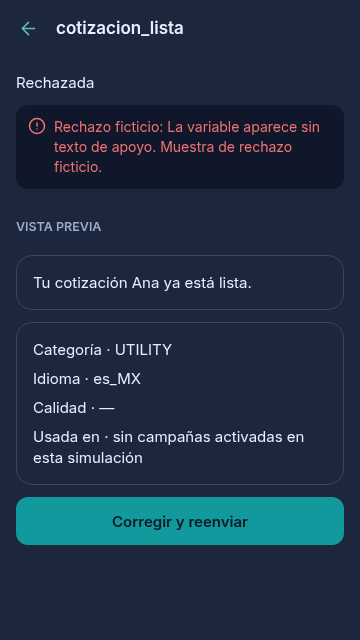 cotizacion_lista
Rechazada
Rechazo ficticio: La variable aparece sin
texto de apoyo. Muestra de rechazo
ficticio.
VISTA PREVIA
Tu cotización Ana ya está lista.
Categoría · UTILITY
Idioma · es_MX
Calidad · —
Usada en · sin campañas activadas en
esta simulación
Corregir y reenviar